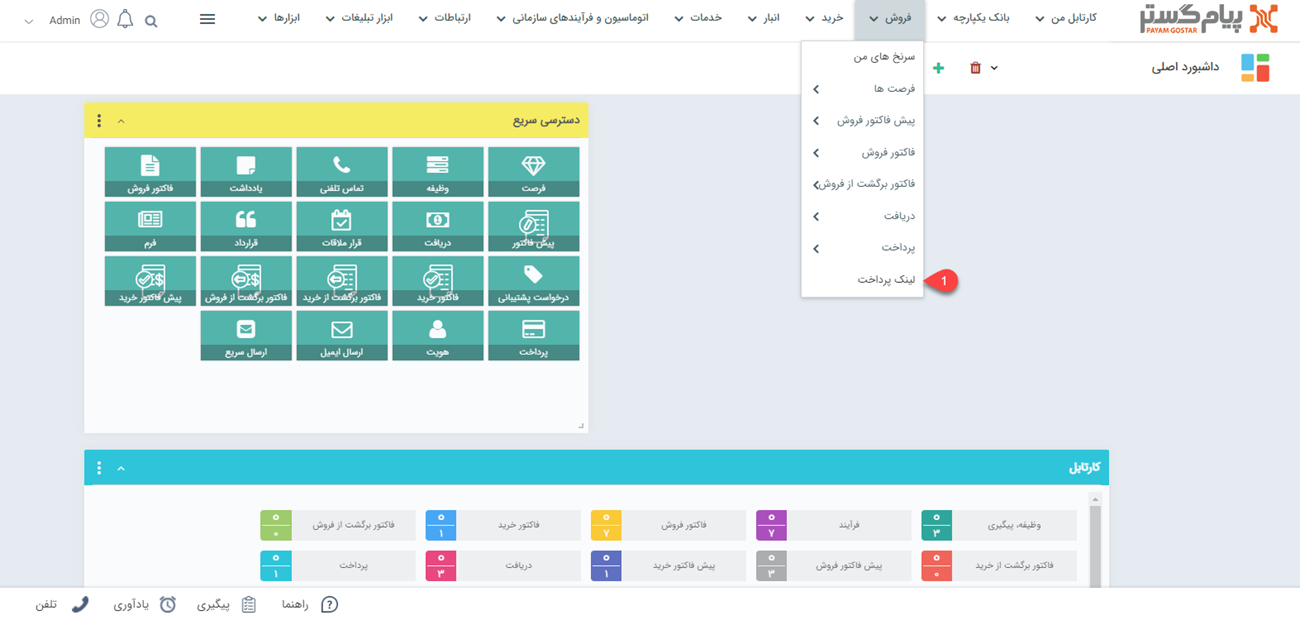 پیام گستر
PAYAM GOSTAR
کارتابل من
بانک یکپارچه
فروش
خرید
انبار
خدمات
اتوماسیون و فرآیندهای سازمانی
ارتباطات
ابزار تبلیغات
ابزارها
Admin
داشبورد اصلی
سرنخ های من
فرصت ها
پیش فاکتور فروش
فاکتور فروش
فاکتور برگشت از فروش
دریافت
پرداخت
لینک پرداخت
1
دسترسی سریع
فرصت
وظیفه
تماس تلفنی
یادداشت
فاکتور فروش
پیش فاکتور
دریافت
قرار ملاقات
قرارداد
فرم
درخواست پشتیبانی
فاکتور خرید
فاکتور برگشت از خرید
فاکتور برگشت از فروش
پیش فاکتور خرید
پرداخت
هویت
ارسال ایمیل
ارسال سریع
کارتابل
وظیفه، پیگیری
۰
۳
فرآیند
۰
۷
فاکتور فروش
۰
۷
فاکتور خرید
۰
۱
فاکتور برگشت از فروش
۰
۰
فاکتور برگشت از خرید
۰
۰
پیش فاکتور فروش
۰
۳
پیش فاکتور خرید
۰
۱
دریافت
۰
۳
پرداخت
۰
۱
راهنما
پیگیری
یادآوری
تلفن